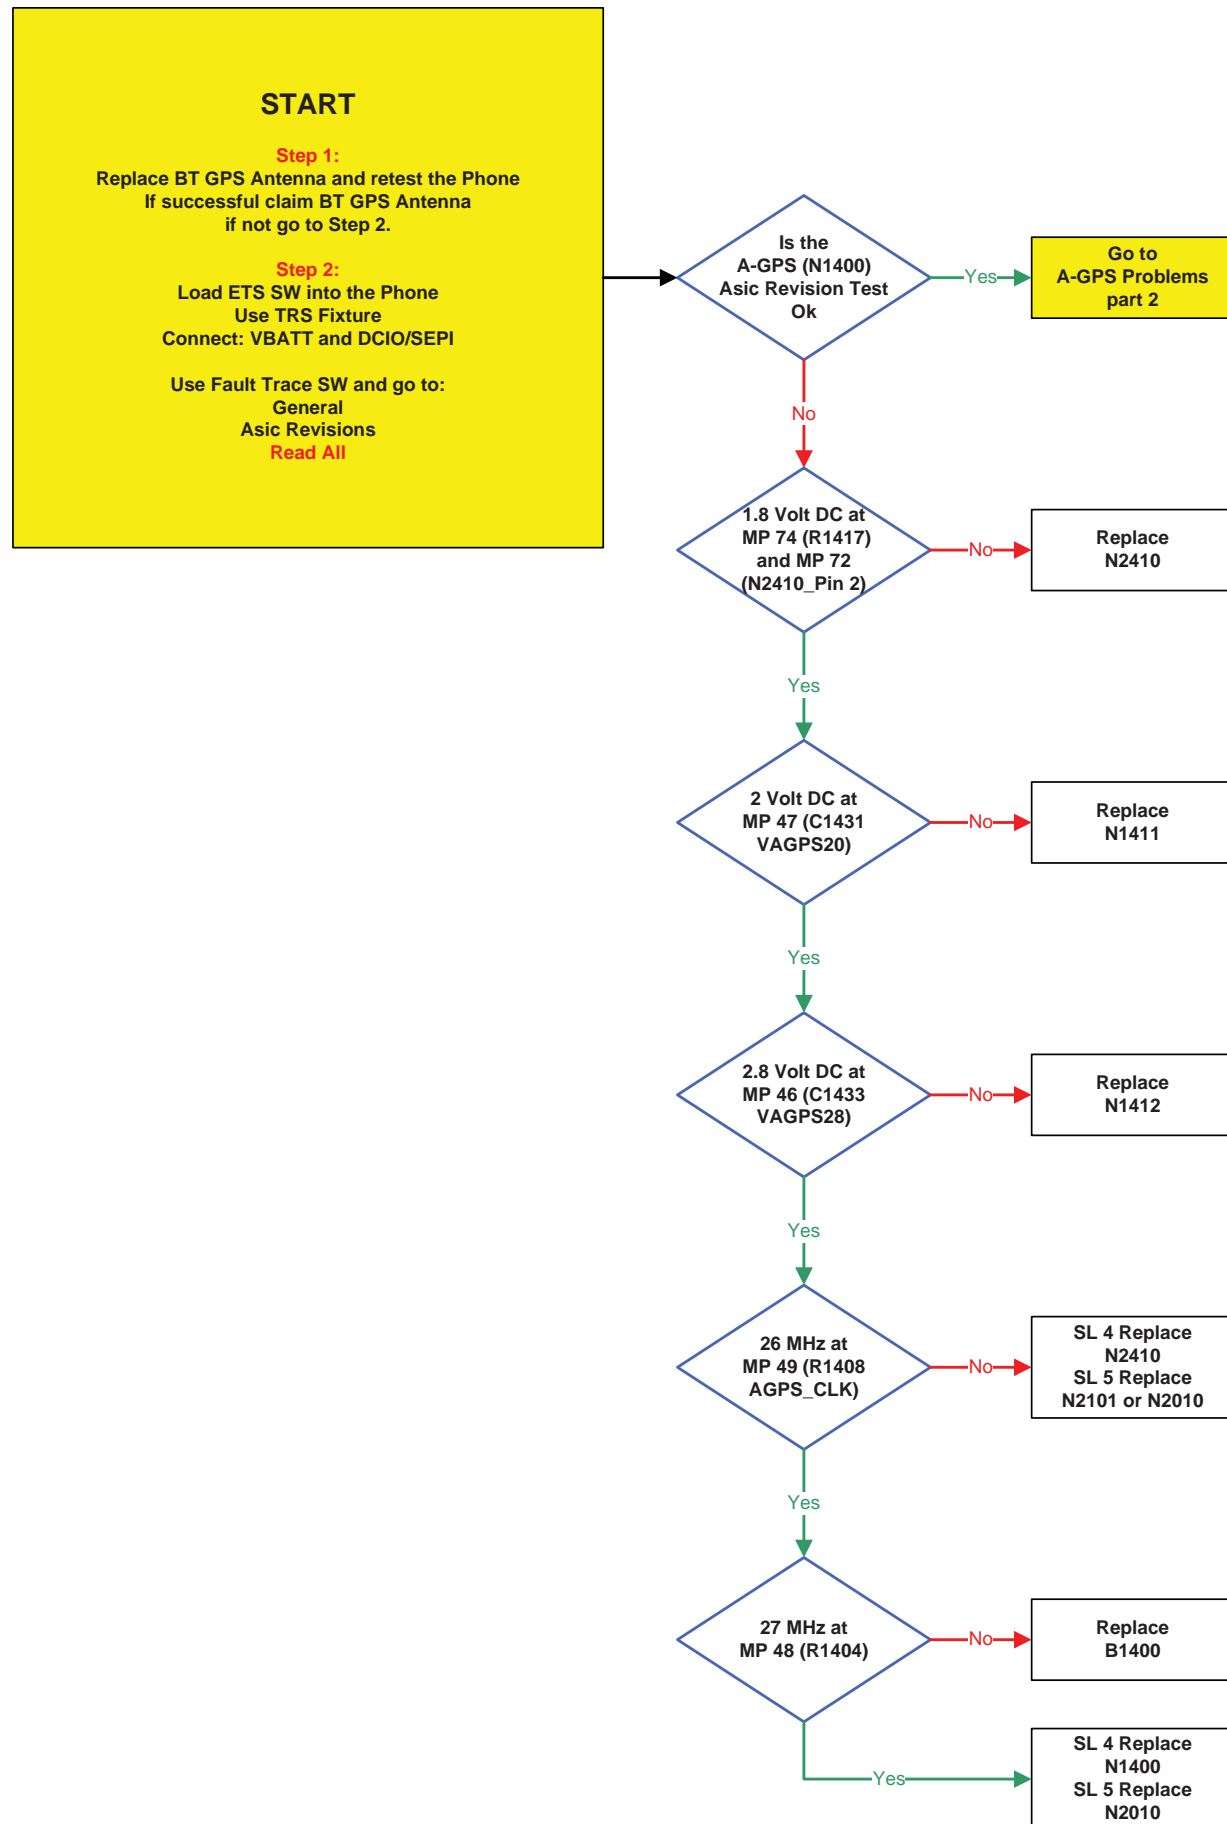 START
Step 1:
Replace BT GPS Antenna and retest the Phone
If successful claim BT GPS Antenna
if not go to Step 2.
Step 2:
Load ETS SW into the Phone
Use TRS Fixture
Connect: VBATT and DCIO/SEPI
Use Fault Trace SW and go to:
General
Asic Revisions
Read All
Is the
A-GPS (N1400)
Asic Revision Test
Ok
Yes
Go to
A-GPS Problems
part 2
No
1.8 Volt DC at
MP 74 (R1417)
and MP 72
(N2410_Pin 2)
No
Replace
N2410
Yes
2 Volt DC at
MP 47 (C1431
VAGPS20)
No
Replace
N1411
Yes
2.8 Volt DC at
MP 46 (C1433
VAGPS28)
No
Replace
N1412
Yes
26 MHz at
MP 49 (R1408
AGPS_CLK)
No
SL 4 Replace
N2410
SL 5 Replace
N2101 or N2010
Yes
27 MHz at
MP 48 (R1404)
No
Replace
B1400
Yes
SL 4 Replace
N1400
SL 5 Replace
N2010